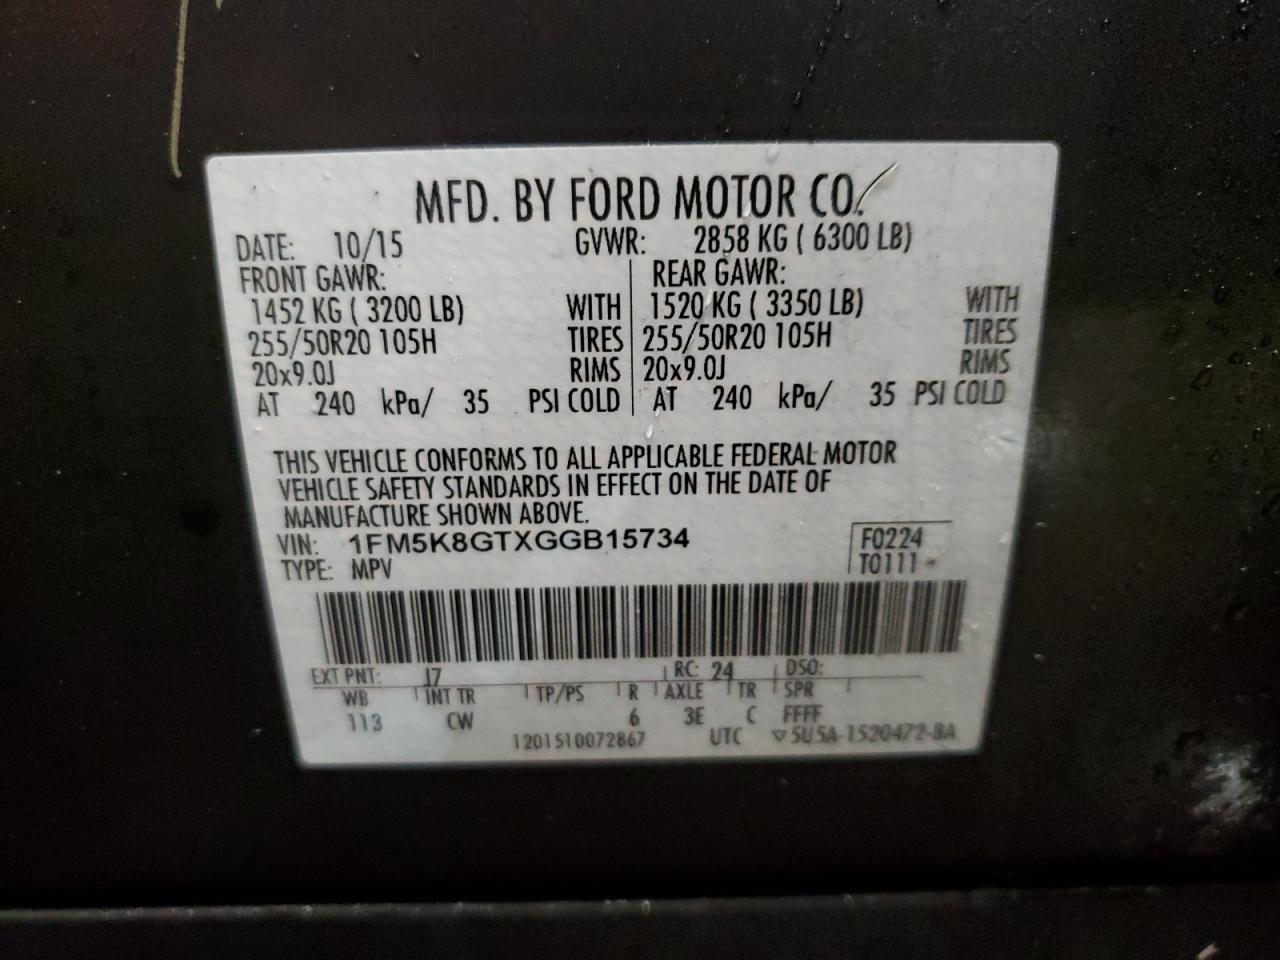 MFD. BY FORD MOTOR CO.
DATE: 10/15 GVWR: 2858 KG ( 6300 LB)
FRONT GAWR: REAR GAWR:
1452 KG ( 3200 LB) WITH 1520 KG ( 3350 LB) WITH
255/50R20 105H TIRES 255/50R20 105H TIRES
20x9.0J RIMS 20x9.0J RIMS
AT 240 kPa/ 35 PSI COLD AT 240 kPa/ 35 PSI COLD
THIS VEHICLE CONFORMS TO ALL APPLICABLE FEDERAL MOTOR
VEHICLE SAFETY STANDARDS IN EFFECT ON THE DATE OF
MANUFACTURE SHOWN ABOVE.
VIN: 1FM5K8GTXGGB15734 F0224
TYPE: MPV T0111
EXT PNT: J7 RC: 24 DSO:
WB INT TR TP/PS R AXLE TR SPR
113 CW 6 3E C FFFF
1201510072867 UTC ▽5U5A-1520472-BA